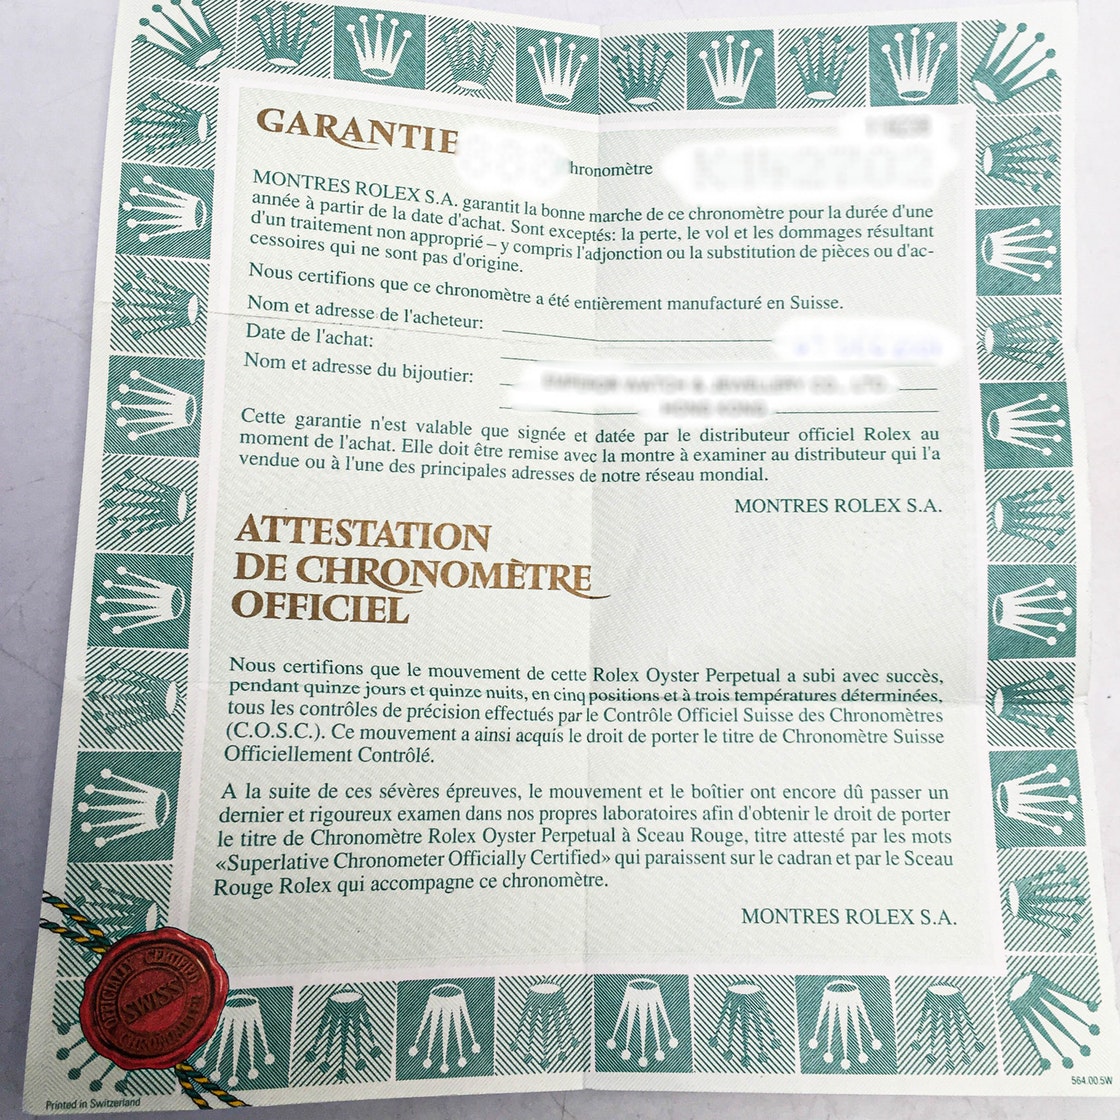 GARANTIE
hronomètre
MONTRES ROLEX S.A. garantit la bonne marche de ce chronomètre pour la durée d'une
année à partir de la date d'achat. Sont exceptés: la perte, le vol et les dommages résultant
d'un traitement non approprié – y compris l'adjonction ou la substitution de pièces ou d'ac-
cessoires qui ne sont pas d'origine.
Nous certifions que ce chronomètre a été entièrement manufacturé en Suisse.
Nom et adresse de l'acheteur:
Date de l'achat:
Nom et adresse du bijoutier:
Cette garantie n'est valable que signée et datée par le distributeur officiel Rolex au
moment de l'achat. Elle doit être remise avec la montre à examiner au distributeur qui l'a
vendue ou à l'une des principales adresses de notre réseau mondial.
MONTRES ROLEX S.A.
ATTESTATION
DE CHRONOMÈTRE
OFFICIEL
Nous certifions que le mouvement de cette Rolex Oyster Perpetual a subi avec succès,
pendant quinze jours et quinze nuits, en cinq positions et à trois températures déterminées,
tous les contrôles de précision effectués par le Contrôle Officiel Suisse des Chronomètres
(C.O.S.C.). Ce mouvement a ainsi acquis le droit de porter le titre de Chronomètre Suisse
Officiellement Contrôlé.
A la suite de ces sévères épreuves, le mouvement et le boîtier ont encore dû passer un
dernier et rigoureux examen dans nos propres laboratoires afin d'obtenir le droit de porter
le titre de Chronomètre Rolex Oyster Perpetual à Sceau Rouge, titre attesté par les mots
«Superlative Chronometer Officially Certified» qui paraissent sur le cadran et par le Sceau
Rouge Rolex qui accompagne ce chronomètre.
MONTRES ROLEX S.A.
OFFICIALLY CERTIFIED
SWISS
CHRONOMETER
Printed in Switzerland
564.00.5W